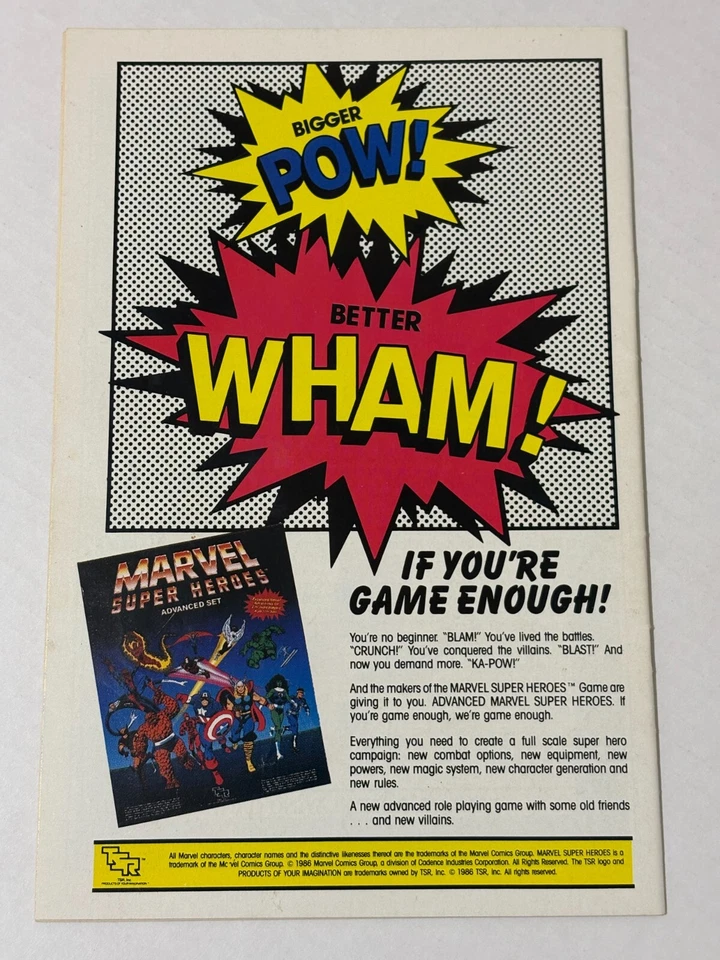 BIGGER
POW!
BETTER
WHAM!
IF YOU'RE
GAME ENOUGH!
MARVEL
SUPER HEROES
ADVANCED SET
You're no beginner. "BLAM!" You've lived the battles.
"CRUNCH!" You've conquered the villains. "BLAST!" And
now you demand more. "KA-POW!"
And the makers of the MARVEL SUPER HEROES™ Game are
giving it to you. ADVANCED MARVEL SUPER HEROES. If
you're game enough, we're game enough.
Everything you need to create a full scale super hero
campaign: new combat options, new equipment, new
powers, new magic system, new character generation and
new rules.
A new advanced role playing game with some old friends
. . . and new villains.
TSR™
TSR, Inc.
PRODUCTS OF YOUR IMAGINATION™
All Marvel characters, character names and the distinctive likenesses thereof are the trademarks of the Marvel Comics Group. MARVEL SUPER HEROES is a
trademark of the Marvel Comics Group. © 1986 Marvel Comics Group, a division of Cadence Industries Corporation. All Rights Reserved. The TSR logo and
PRODUCTS OF YOUR IMAGINATION are trademarks owned by TSR, Inc. © 1986 TSR, Inc. All rights reserved.